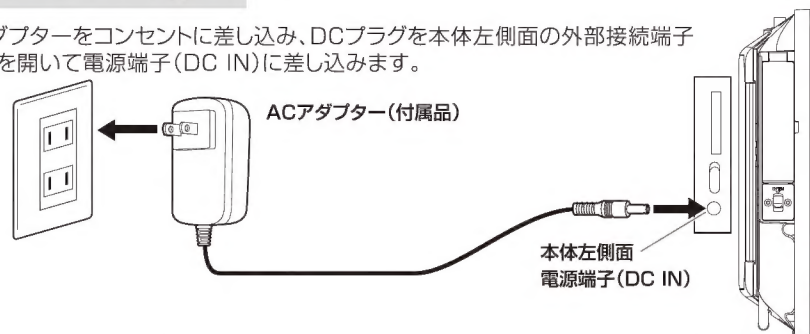 プターをコンセントに差し込み、DCプラグを本体左側面の外部接続端子
を開いて電源端子(DC IN)に差し込みます。
ACアダプター(付属品)
本体左側面
電源端子(DC IN)